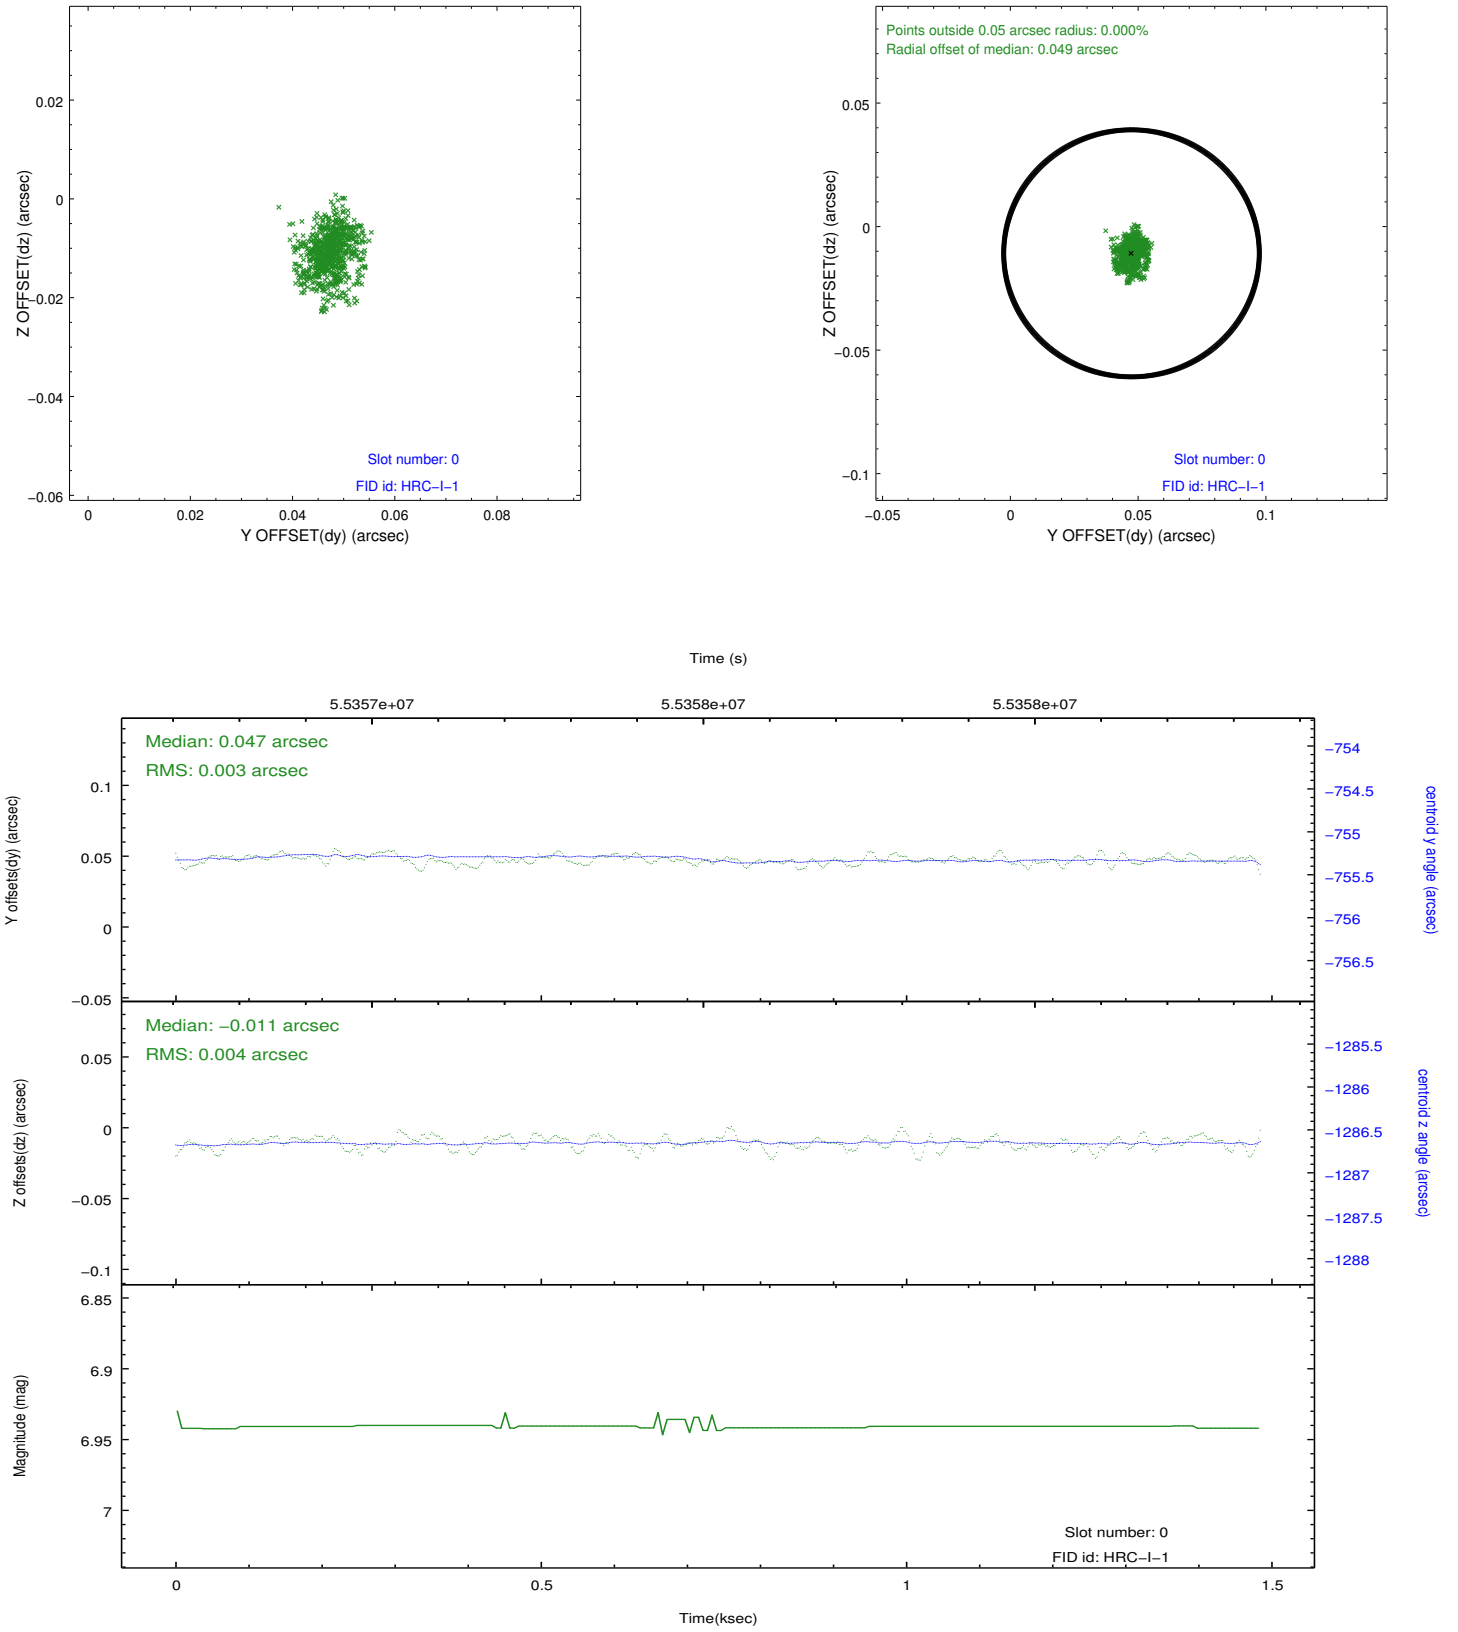 0.02
0
−0.02
−0.04
−0.06
Z OFFSET(dz) (arcsec)
Slot number: 0
FID id: HRC−I−1
0
0.02
0.04
0.06
0.08
Y OFFSET(dy) (arcsec)
Points outside 0.05 arcsec radius: 0.000%
Radial offset of median: 0.049 arcsec
0.05
0
−0.05
−0.1
Z OFFSET(dz) (arcsec)
Slot number: 0
FID id: HRC−I−1
−0.05
0
0.05
0.1
Y OFFSET(dy) (arcsec)
Time (s)
5.5357e+07
5.5358e+07
5.5358e+07
Median: 0.047 arcsec
RMS: 0.003 arcsec
0.1
0.05
0
−0.05
Y offsets(dy) (arcsec)
−754
−754.5
−755
−755.5
−756
−756.5
centroid y angle (arcsec)
Median: −0.011 arcsec
RMS: 0.004 arcsec
0.05
0
−0.05
−0.1
Z offsets(dz) (arcsec)
−1285.5
−1286
−1286.5
−1287
−1287.5
−1288
centroid z angle (arcsec)
6.85
6.9
6.95
7
Magnitude (mag)
Slot number: 0
FID id: HRC−I−1
0
0.5
1
1.5
Time(ksec)